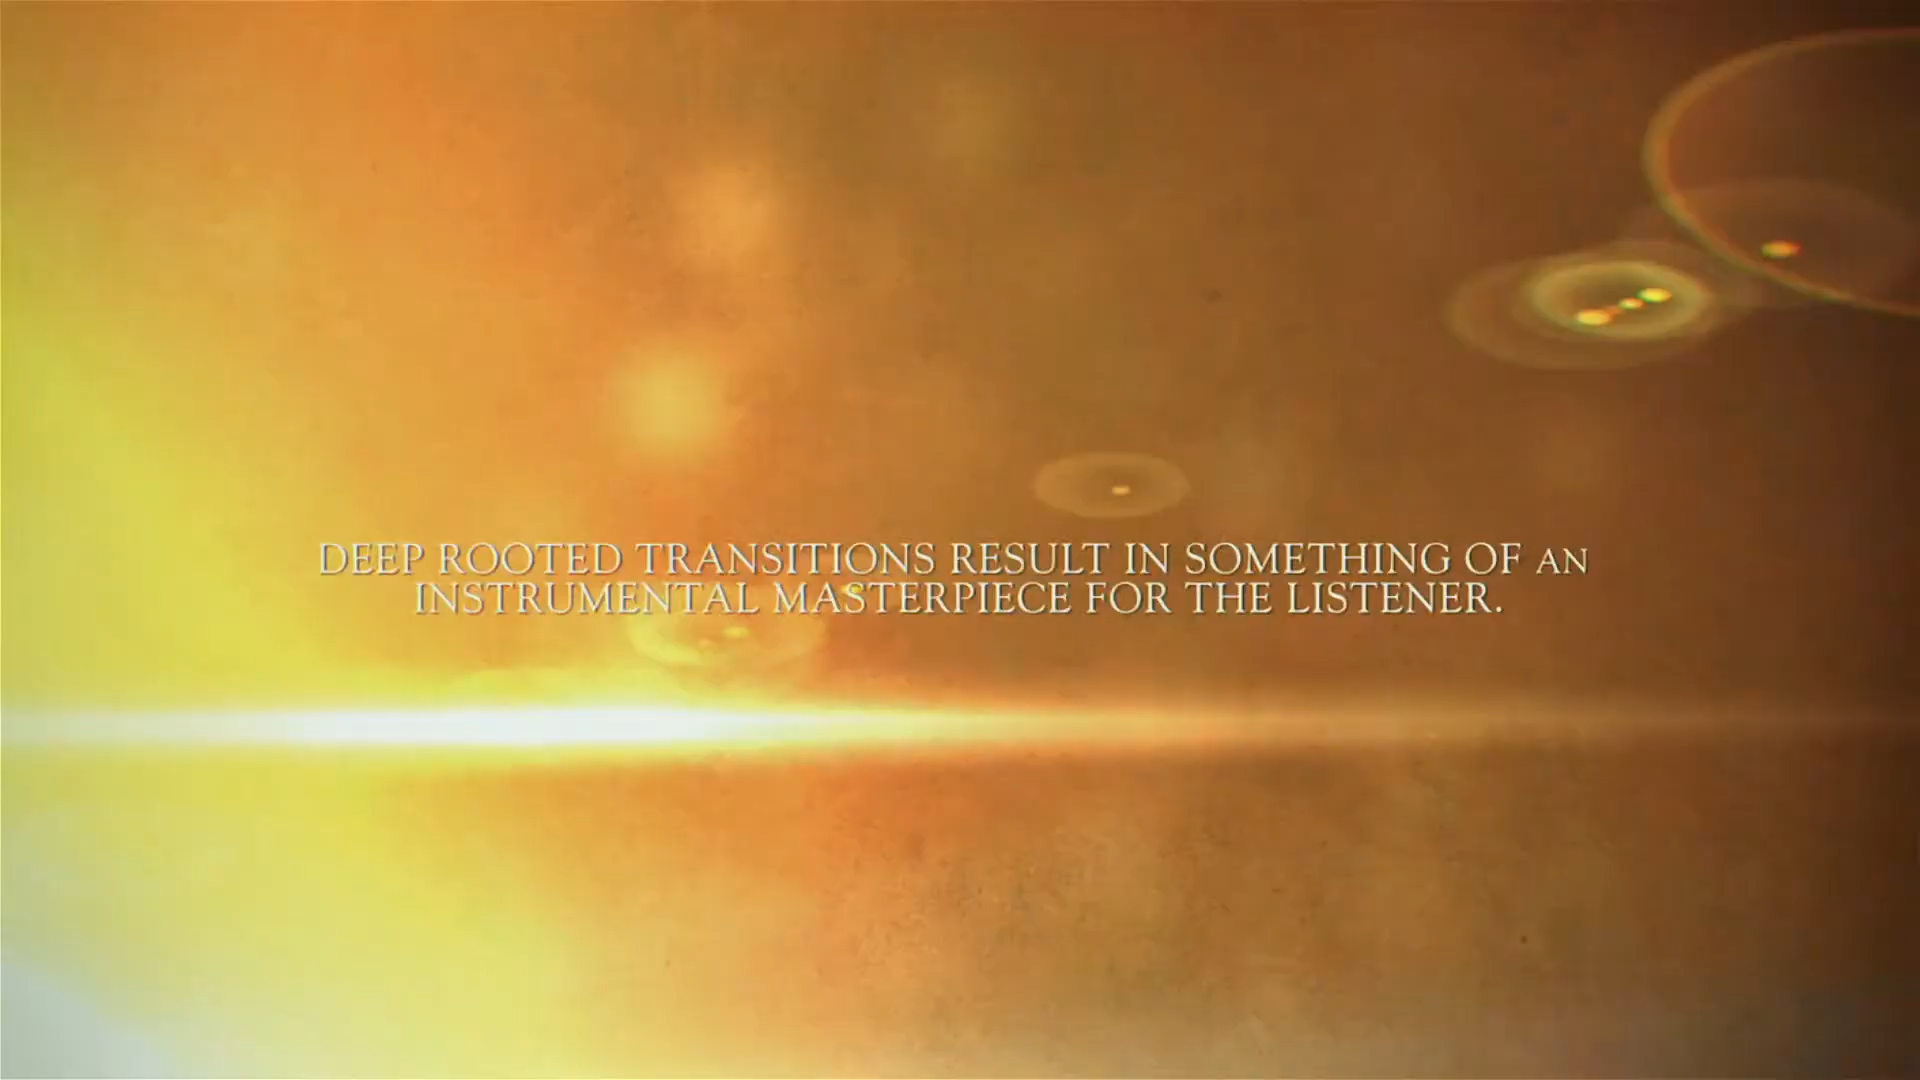 DEEP ROOTED TRANSITIONS RESULT IN SOMETHING OF AN
INSTRUMENTAL MASTERPIECE FOR THE LISTENER.